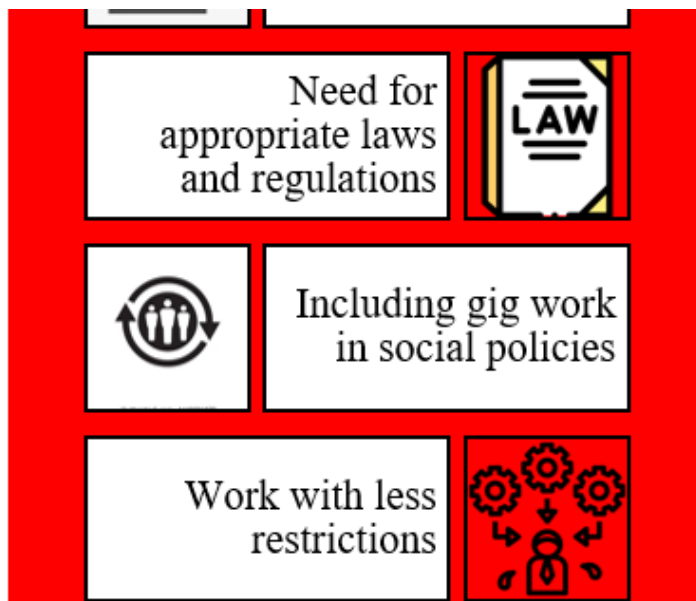 Need for
appropriate laws
and regulations
LAW
Including gig work
in social policies
Work with less
restrictions